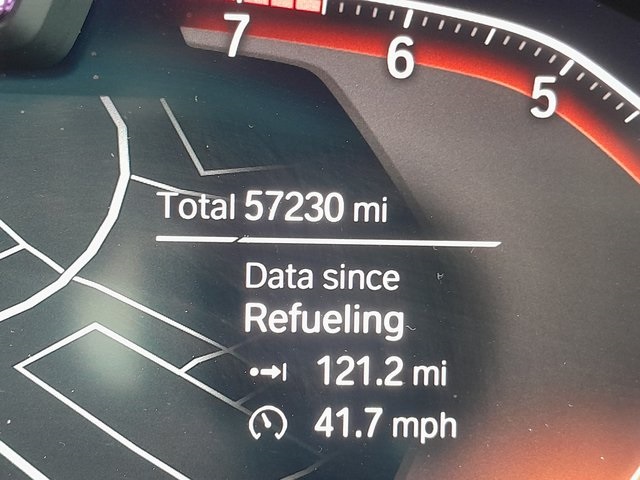 7
6
5
Total 57230 mi
Data since
Refueling
121.2 mi
41.7 mph